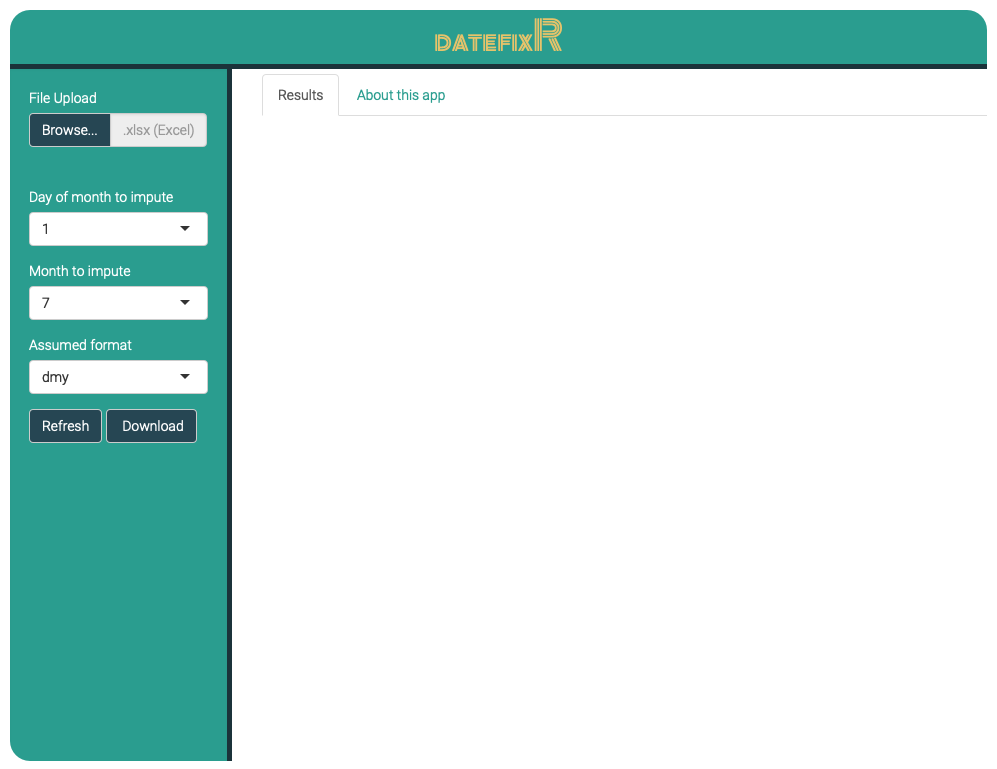 DATEFIXR
File Upload
Browse... .xlsx (Excel)
Day of month to impute
1
Month to impute
7
Assumed format
dmy
Refresh Download
Results About this app